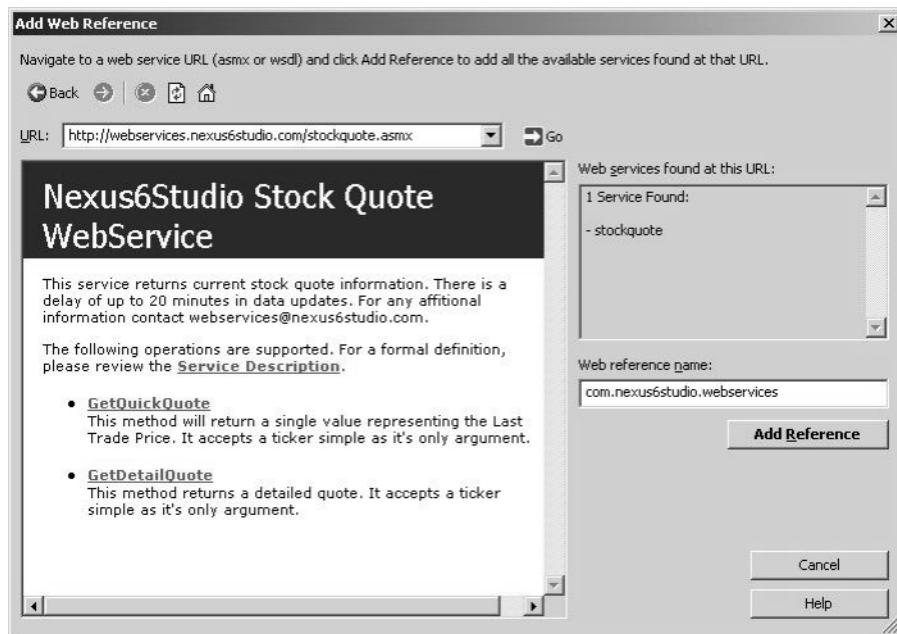 Add Web Reference
Navigate to a web service URL (asmx or wsdl) and click Add Reference to add all the available services found at that URL.
Back
URL: http://webservices.nexus6studio.com/stockquote.asmx Go
Nexus6Studio Stock Quote
WebService
This service returns current stock quote information. There is a
delay of up to 20 minutes in data updates. For any affitional
information contact webservices@nexus6studio.com.
The following operations are supported. For a formal definition,
please review the Service Description.
• GetQuickQuote
This method will return a single value representing the Last
Trade Price. It accepts a ticker simple as it's only argument.
• GetDetailQuote
This method returns a detailed quote. It accepts a ticker
simple as it's only argument.
Web services found at this URL:
1 Service Found:
- stockquote
Web reference name:
com.nexus6studio.webservices
Add Reference
Cancel
Help